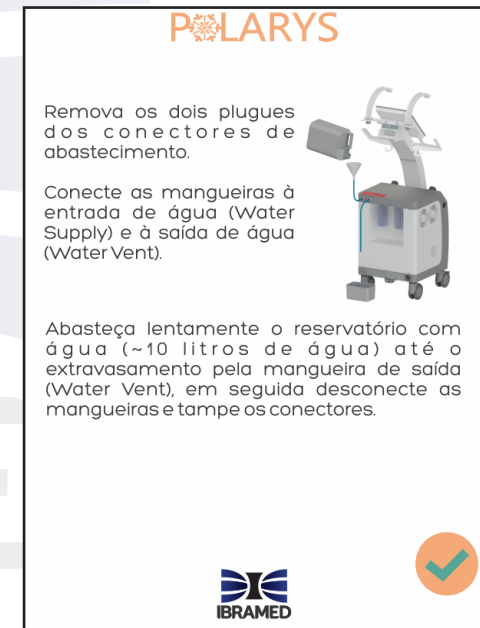 POLARYS
Remova os dois plugues
dos conectores de
abastecimento.
Conecte as mangueiras à
entrada de água (Water
Supply) e à saída de água
(Water Vent).
Abasteça lentamente o reservatório com
água (~10 litros de água) até o
extravasamento pela mangueira de saída
(Water Vent), em seguida desconecte as
mangueiras e tampe os conectores.
IBRAMED